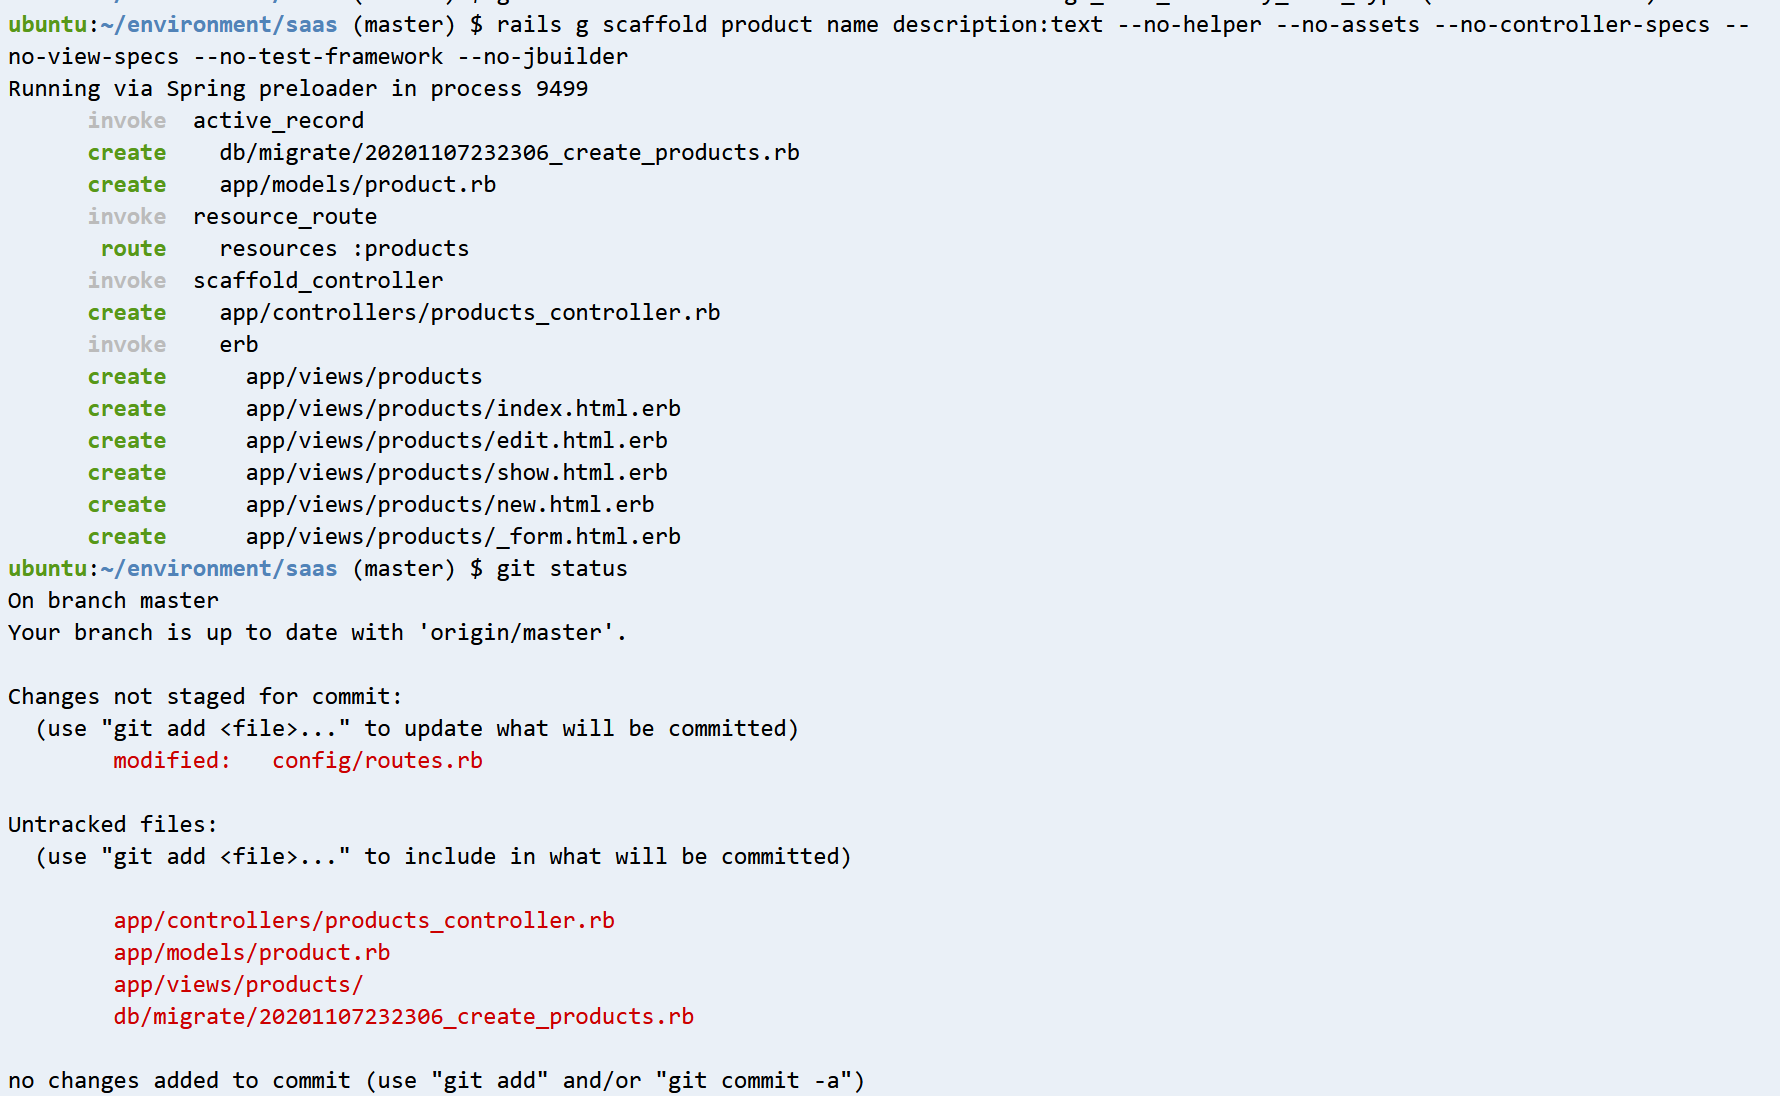 ubuntu:~/environment/saas (master) $ rails g scaffold product name description:text --no-helper --no-assets --no-controller-specs --
no-view-specs --no-test-framework --no-jbuilder
Running via Spring preloader in process 9499
      invoke  active_record
      create    db/migrate/20201107232306_create_products.rb
      create    app/models/product.rb
      invoke  resource_route
       route    resources :products
      invoke  scaffold_controller
      create    app/controllers/products_controller.rb
      invoke    erb
      create      app/views/products
      create      app/views/products/index.html.erb
      create      app/views/products/edit.html.erb
      create      app/views/products/show.html.erb
      create      app/views/products/new.html.erb
      create      app/views/products/_form.html.erb
ubuntu:~/environment/saas (master) $ git status
On branch master
Your branch is up to date with 'origin/master'.

Changes not staged for commit:
  (use "git add <file>..." to update what will be committed)
        modified:   config/routes.rb

Untracked files:
  (use "git add <file>..." to include in what will be committed)

        app/controllers/products_controller.rb
        app/models/product.rb
        app/views/products/
        db/migrate/20201107232306_create_products.rb

no changes added to commit (use "git add" and/or "git commit -a")